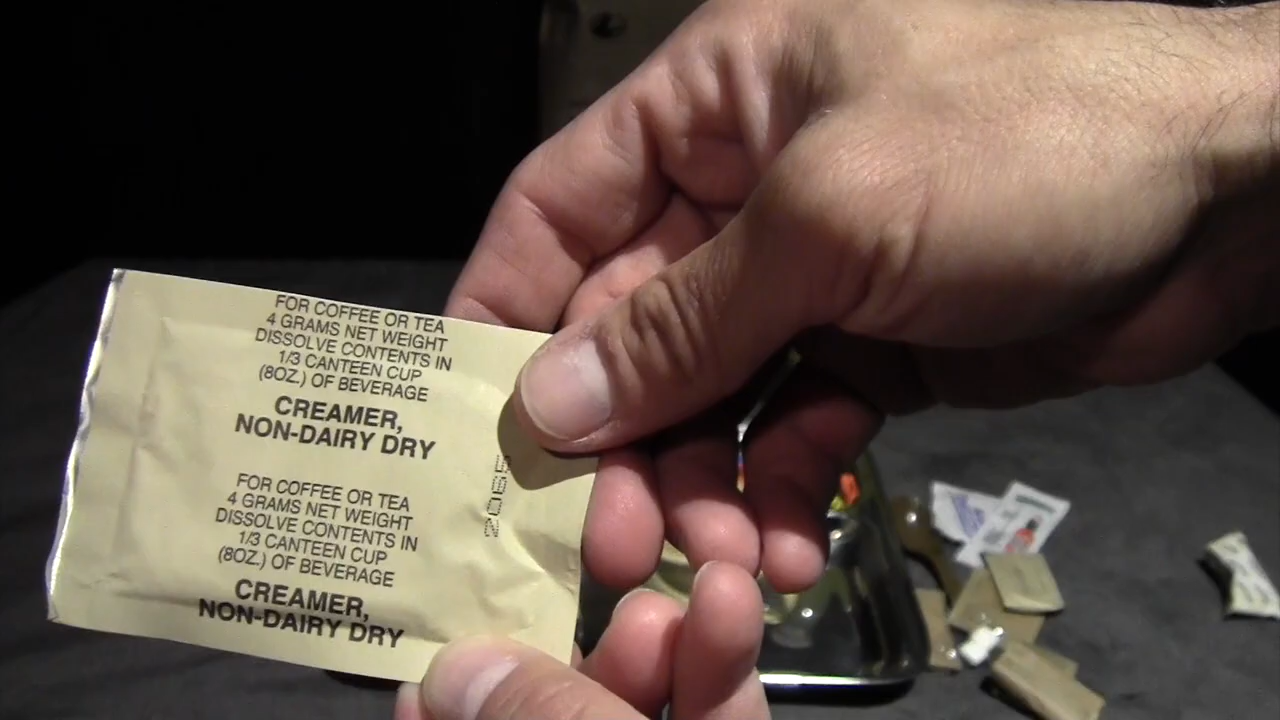 FOR COFFEE OR TEA
4 GRAMS NET WEIGHT
DISSOLVE CONTENTS IN
1/3 CANTEEN CUP
(8OZ.) OF BEVERAGE
CREAMER,
NON-DAIRY DRY
2065
FOR COFFEE OR TEA
4 GRAMS NET WEIGHT
DISSOLVE CONTENTS IN
1/3 CANTEEN CUP
(8OZ.) OF BEVERAGE
CREAMER,
NON-DAIRY DRY